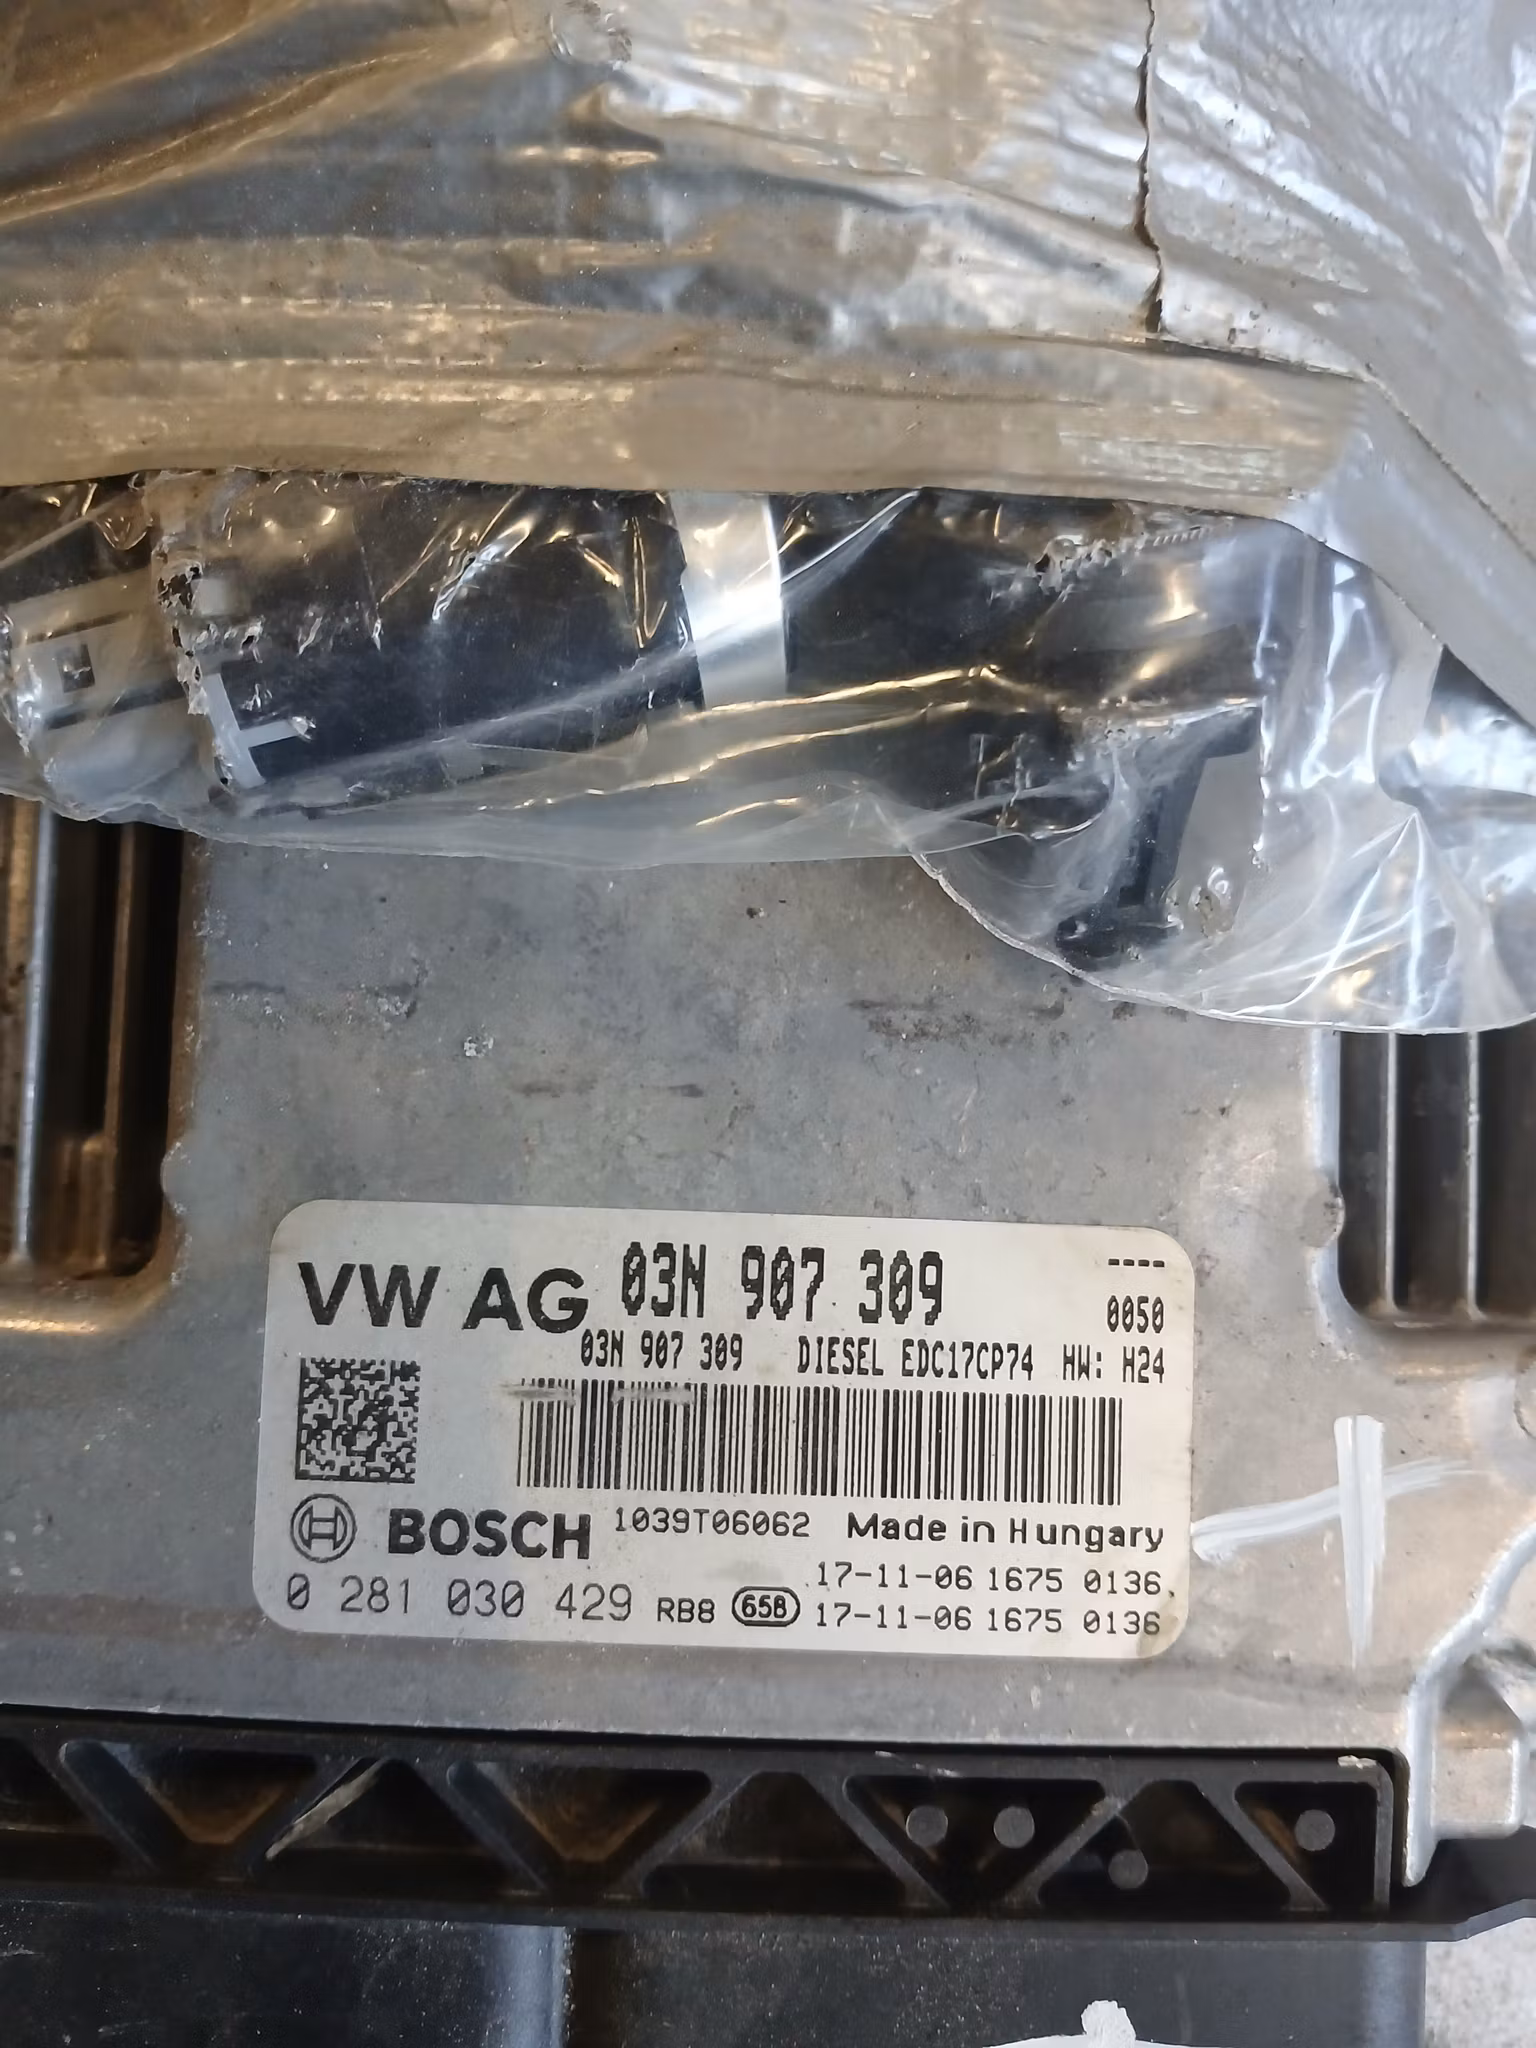 VW AG 03N 907 309 ----
0050
03N 907 309 DIESEL EDC17CP74 HW: H24
BOSCH 1039T06062 Made in Hungary
17-11-06 1675 0136
0 281 030 429 RB8 658 17-11-06 1675 0136